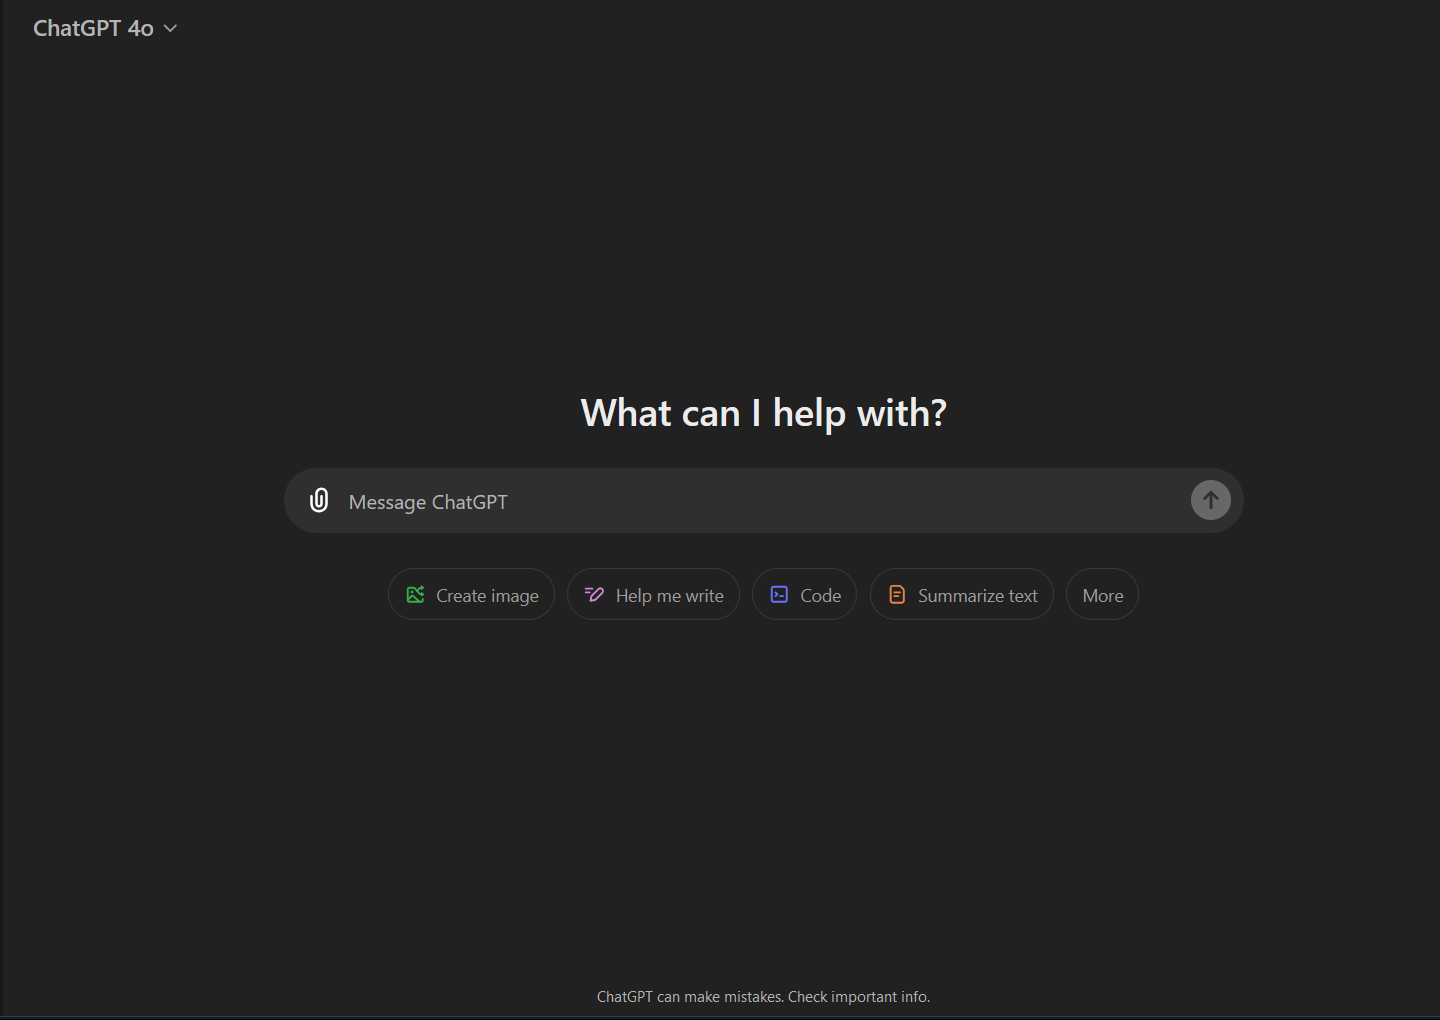 ChatGPT 4o
What can I help with?
Message ChatGPT
Create image
Help me write
Code
Summarize text
More
ChatGPT can make mistakes. Check important info.